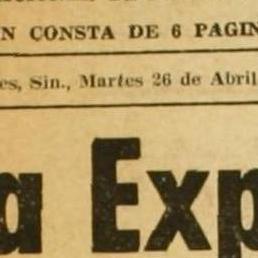 N CONSTA DE 6 PAGIN
es, Sin., Martes 26 de Abril
a Exp